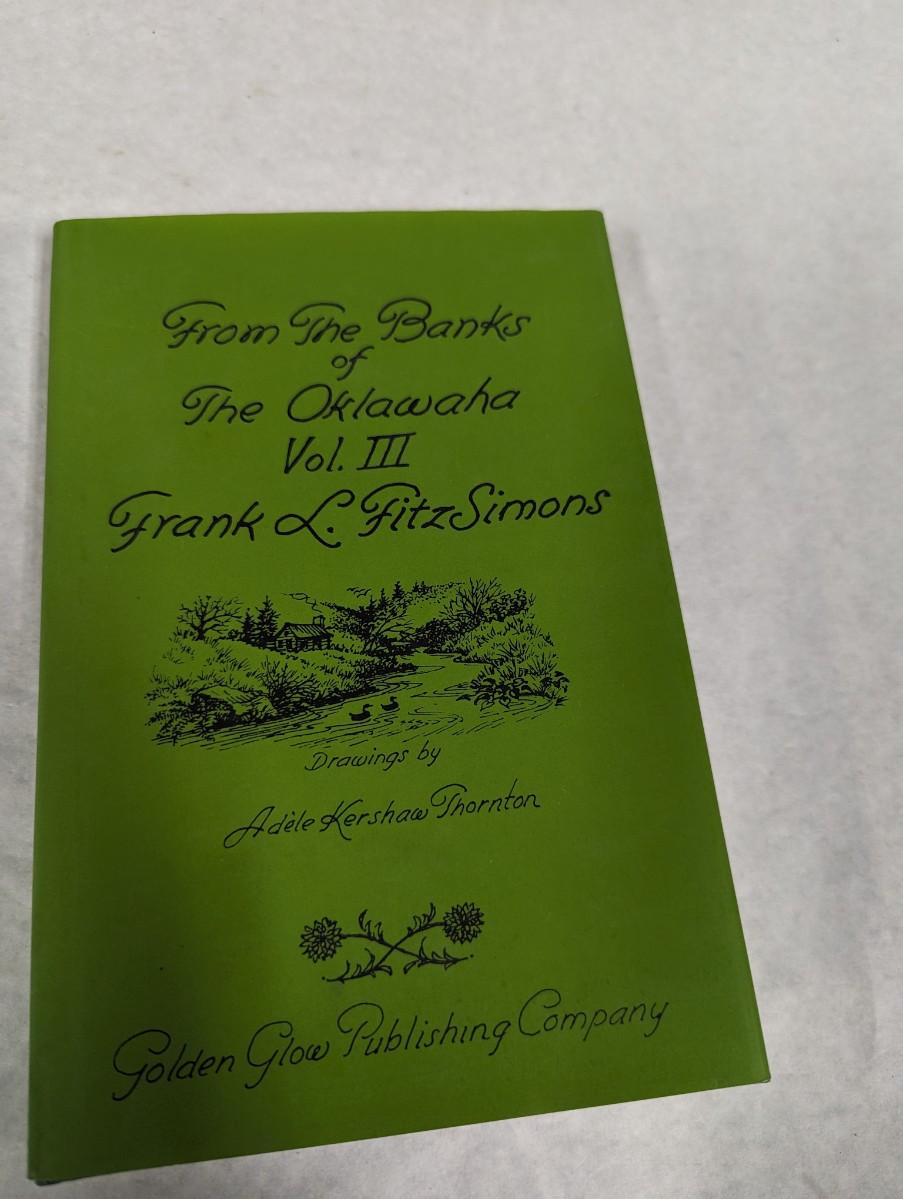 From The Banks
of
The Oklawaha
Vol. III
Frank L. FitzSimons
Drawings by
Adèle Kershaw Thornton
Golden Glow Publishing Company